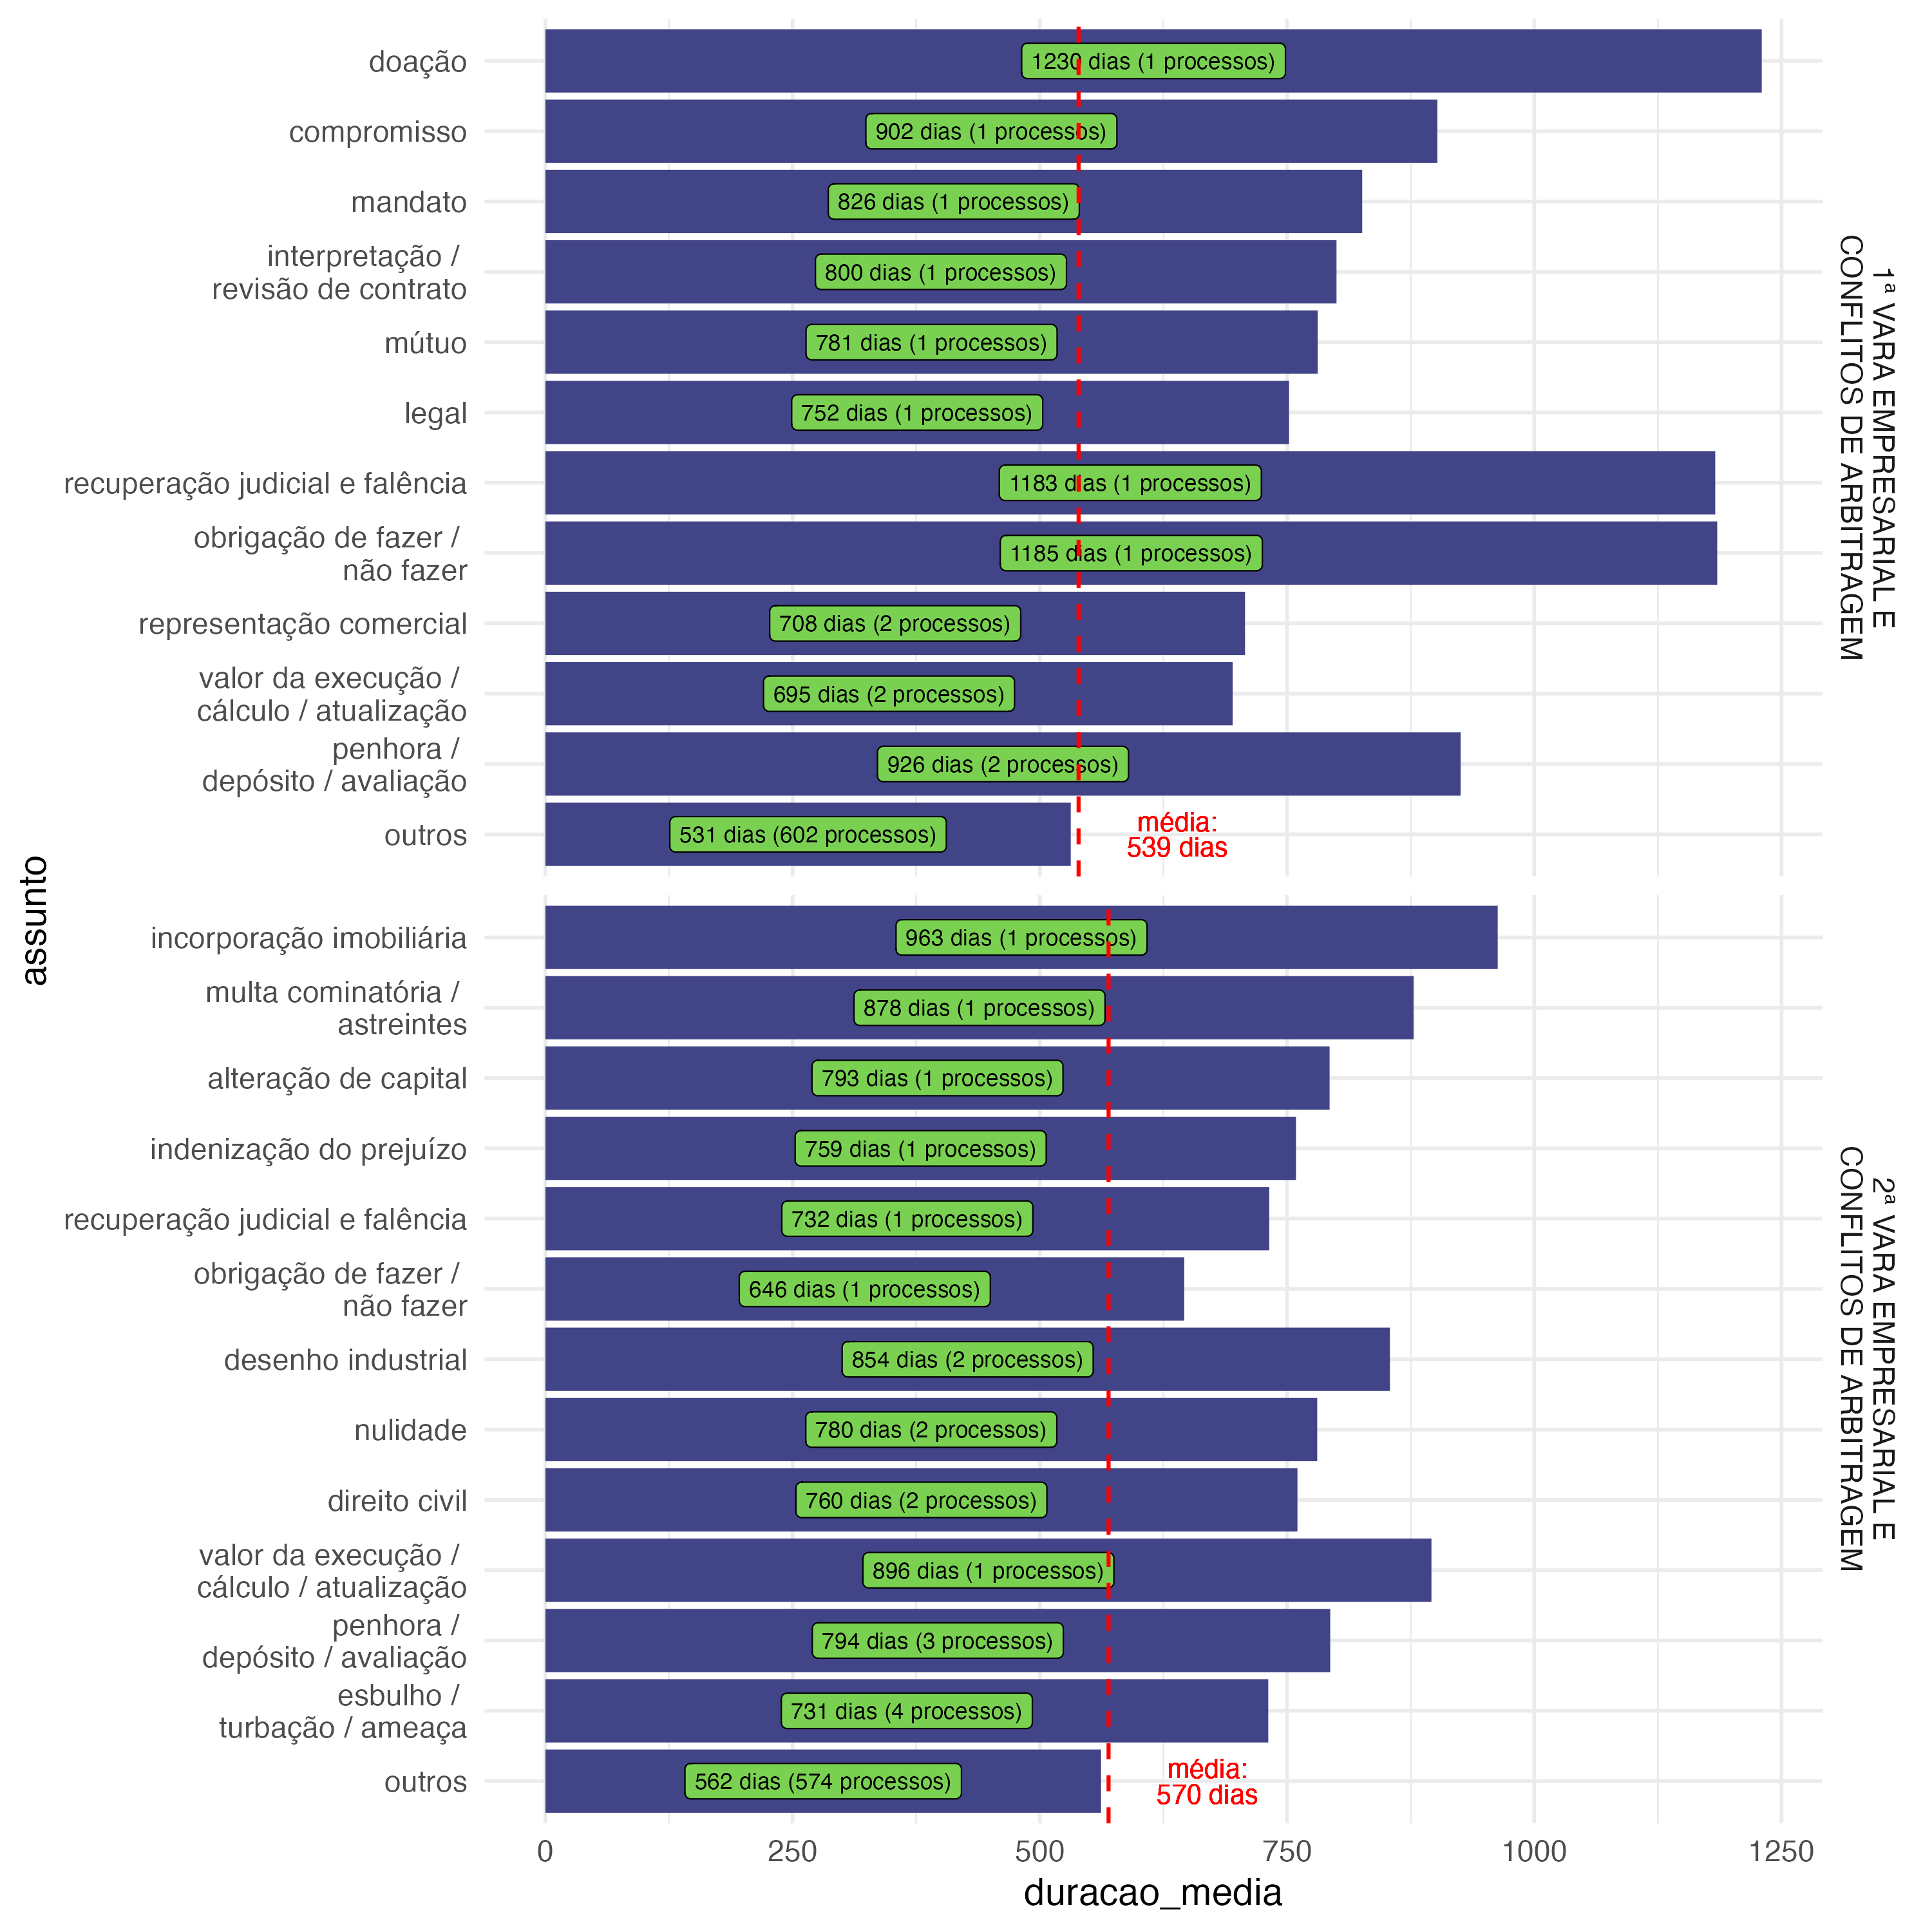 doação
1230 dias (1 processos)
compromisso
902 dias (1 processos)
mandato
826 dias (1 processos)
interpretação /
revisão de contrato
800 dias (1 processos)
mútuo
781 dias (1 processos)
legal
752 dias (1 processos)
recuperação judicial e falência
1183 dias (1 processos)
obrigação de fazer /
não fazer
1185 dias (1 processos)
representação comercial
708 dias (2 processos)
valor da execução /
cálculo / atualização
695 dias (2 processos)
penhora /
depósito / avaliação
926 dias (2 processos)
outros
531 dias (602 processos)
média:
539 dias
1ª VARA EMPRESARIAL E
CONFLITOS DE ARBITRAGEM
assunto
incorporação imobiliária
963 dias (1 processos)
multa cominatória /
astreintes
878 dias (1 processos)
alteração de capital
793 dias (1 processos)
indenização do prejuízo
759 dias (1 processos)
recuperação judicial e falência
732 dias (1 processos)
obrigação de fazer /
não fazer
646 dias (1 processos)
desenho industrial
854 dias (2 processos)
nulidade
780 dias (2 processos)
direito civil
760 dias (2 processos)
valor da execução /
cálculo / atualização
896 dias (1 processos)
penhora /
depósito / avaliação
794 dias (3 processos)
esbulho /
turbação / ameaça
731 dias (4 processos)
outros
562 dias (574 processos)
média:
570 dias
2ª VARA EMPRESARIAL E
CONFLITOS DE ARBITRAGEM
0 250 500 750 1000 1250
duracao_media